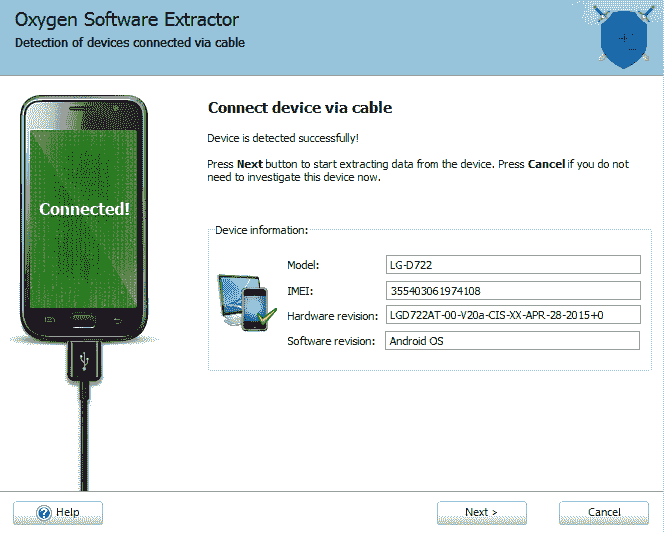 Oxygen Software Extractor
Detection of devices connected via cable
Connect device via cable
Device is detected successfully!
Press Next button to start extracting data from the device. Press Cancel if you do not
need to investigate this device now.
Connected!
Device information:
Model: LG-D722
IMEI: 355403061974108
Hardware revision: LGD722AT-00-V20a-CIS-XX-APR-28-2015+0
Software revision: Android OS
Help
Next >
Cancel